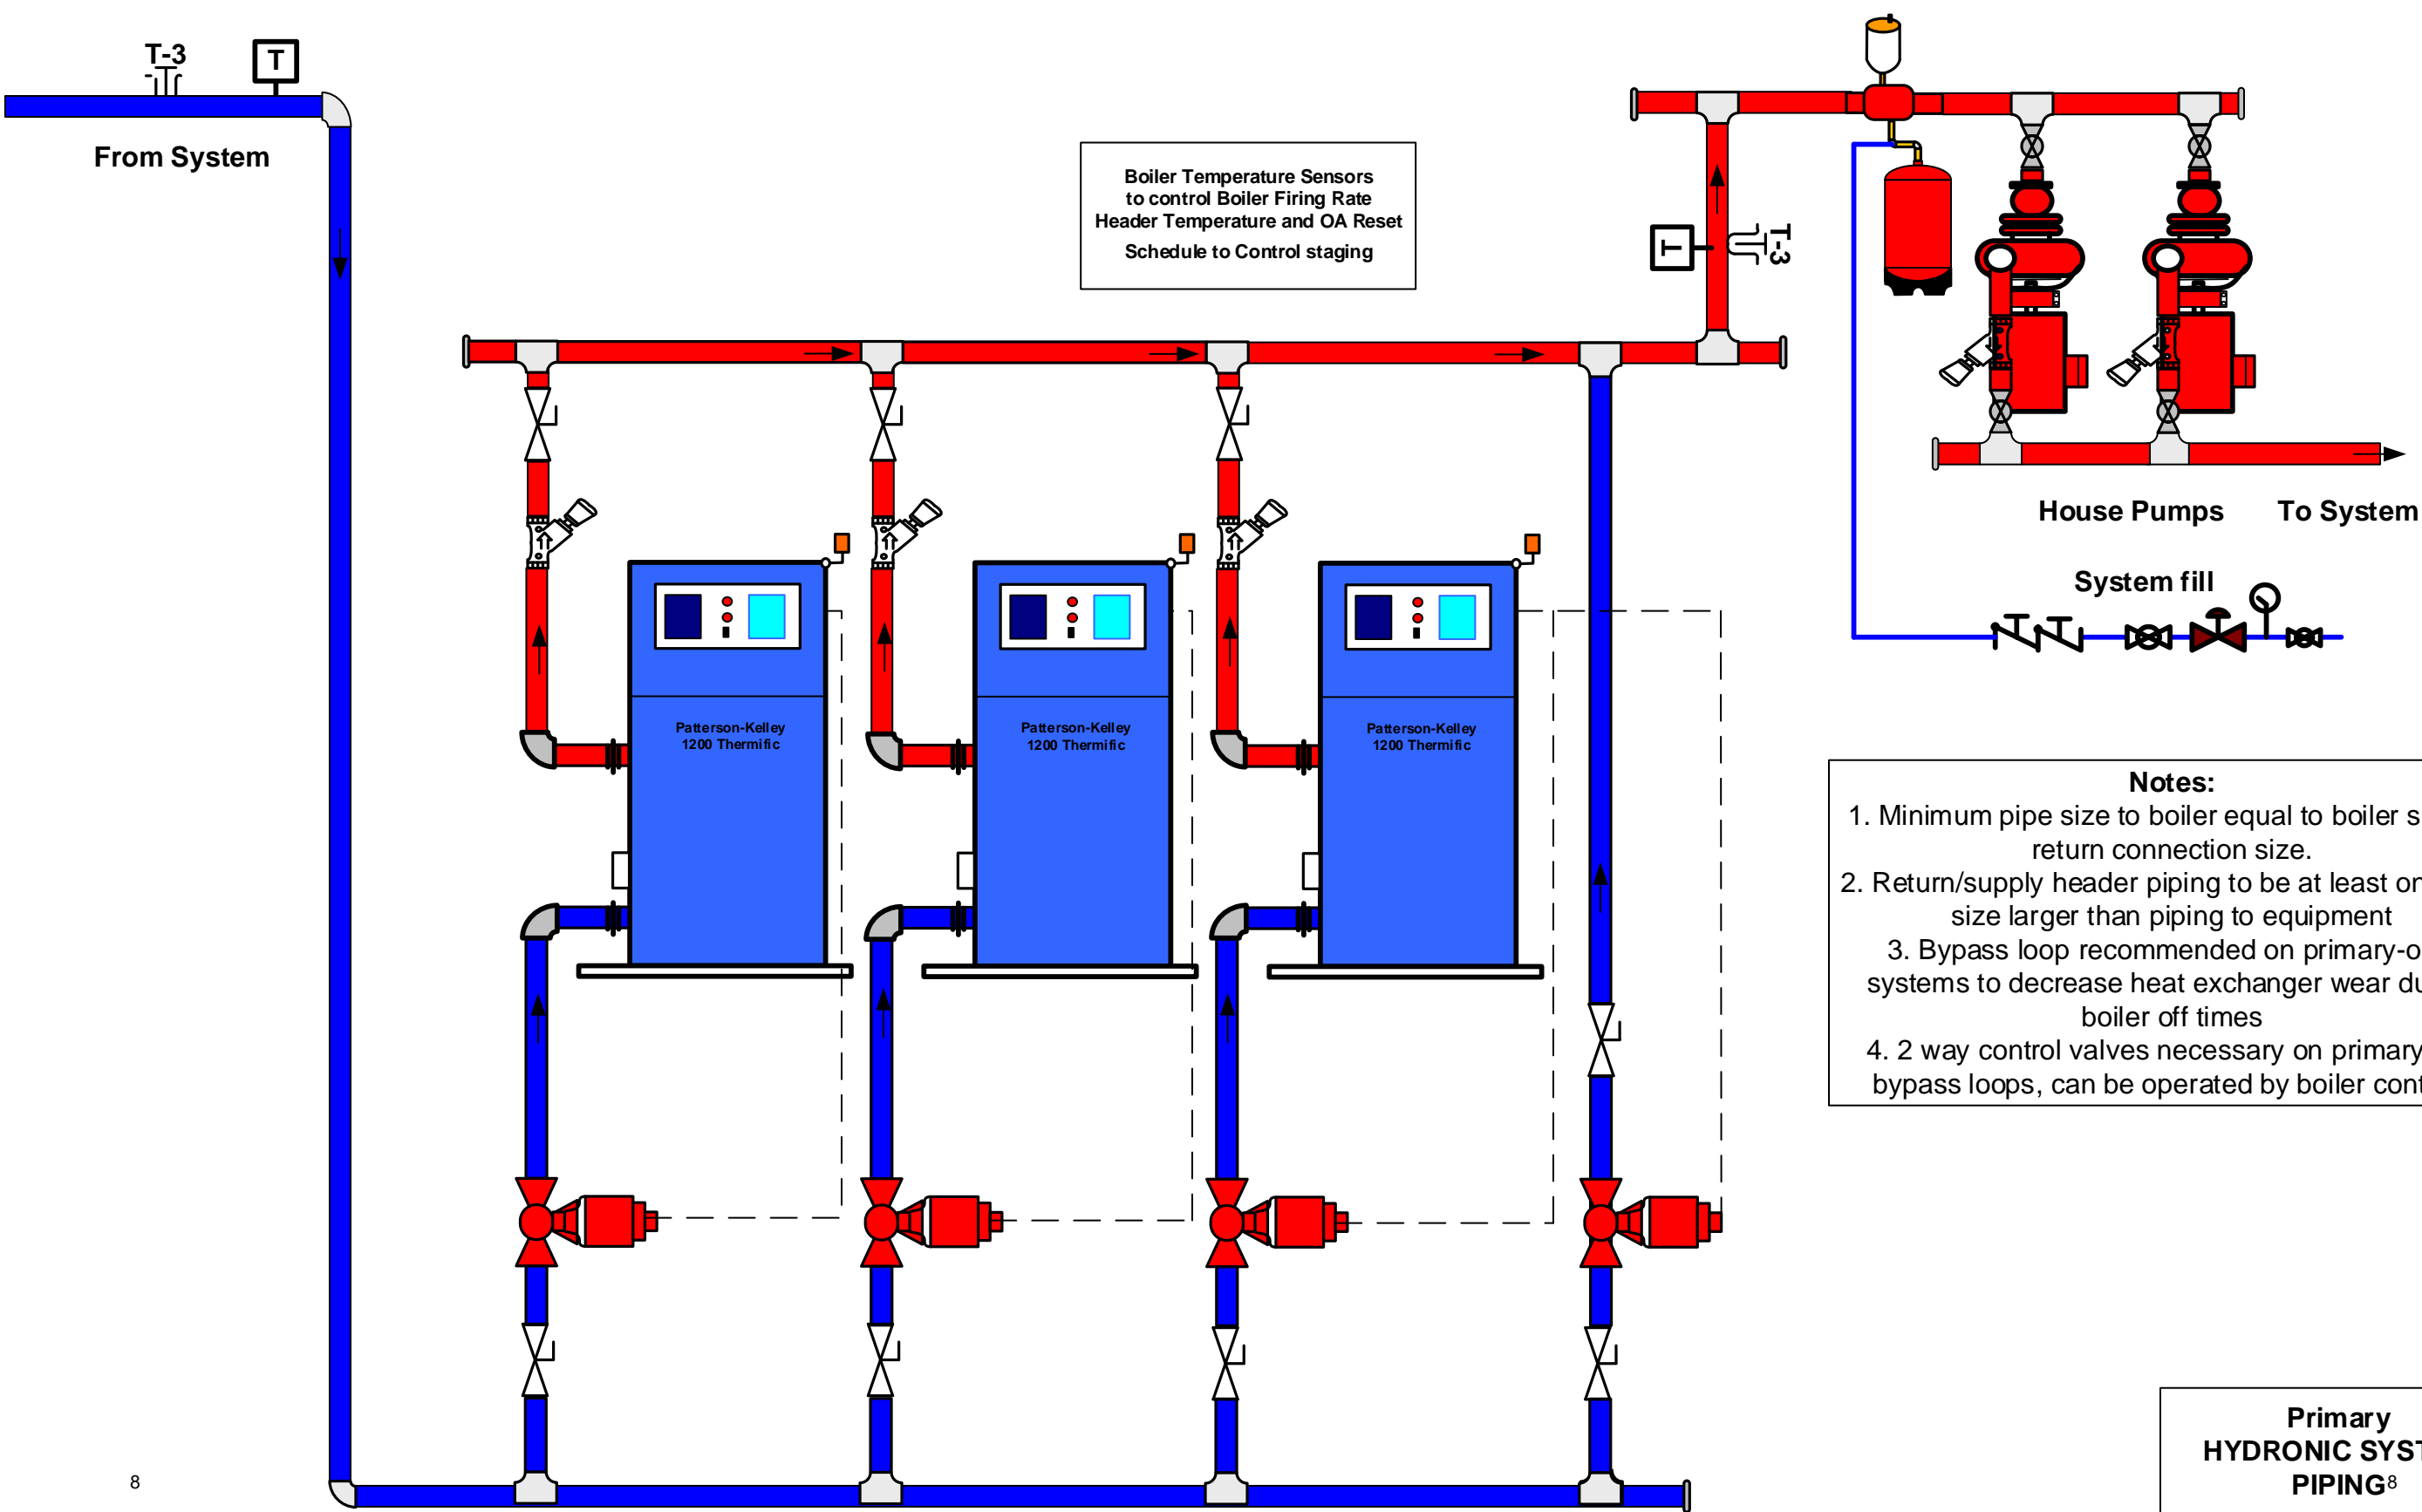 T-3
T
From System
Boiler Temperature Sensors
to control Boiler Firing Rate
Header Temperature and OA Reset
Schedule to Control staging
T
T-3
House Pumps
To System
System fill
Patterson-Kelley
1200 Thermific
Patterson-Kelley
1200 Thermific
Patterson-Kelley
1200 Thermific
Notes:
1. Minimum pipe size to boiler equal to boiler
return connection size.
2. Return/supply header piping to be at least
size larger than piping to equipment
3. Bypass loop recommended on
systems to decrease heat exchanger wear
boiler off times
4. 2 way control valves necessary on primary
bypass loops, can be operated by boiler
Primary
HYDRONIC
PIPING8
8